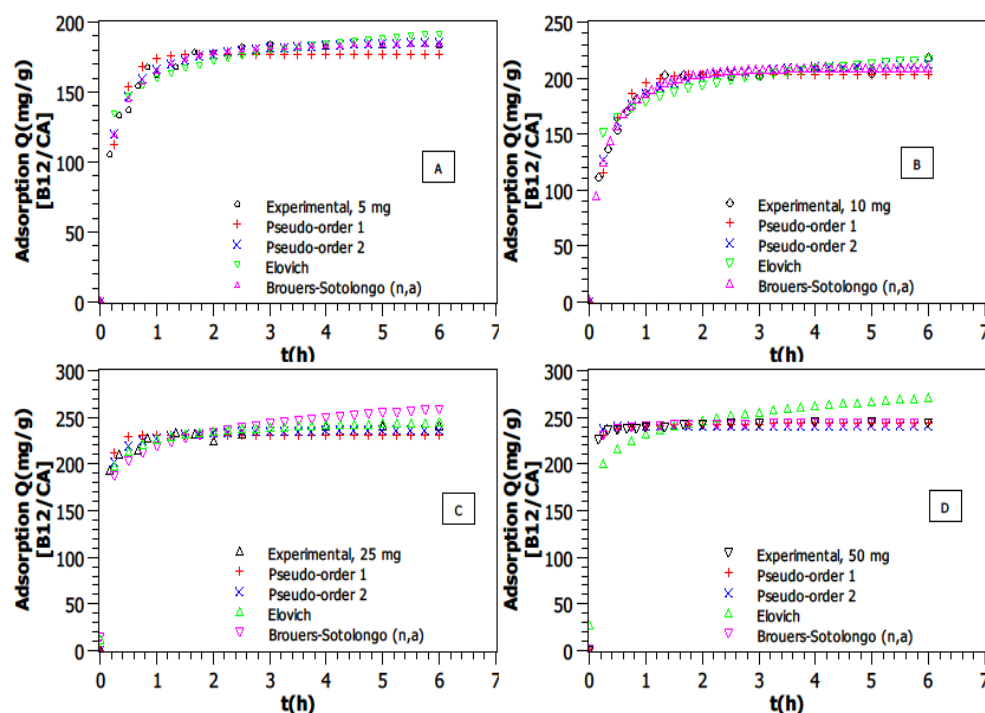 200
150
100
50
0
Adsorption Q(mg/g)
[B12/CA]
A
Experimental, 5 mg
Pseudo-order 1
Pseudo-order 2
Elovich
Brouers-Sotolongo (n,a)
0 1 2 3 4 5 6 7
t(h)
250
200
150
100
50
0
Adsorption Q(mg/g)
[B12/CA]
B
Experimental, 10 mg
Pseudo-order 1
Pseudo-order 2
Elovich
Brouers-Sotolongo (n,a)
0 1 2 3 4 5 6 7
t(h)
300
250
200
150
100
50
0
Adsorption Q(mg/g)
[B12/CA]
C
Experimental, 25 mg
Pseudo-order 1
Pseudo-order 2
Elovich
Brouers-Sotolongo (n,a)
0 1 2 3 4 5 6 7
t(h)
300
250
200
150
100
50
0
Adsorption Q(mg/g)
[B12/CA]
D
Experimental, 50 mg
Pseudo-order 1
Pseudo-order 2
Elovich
Brouers-Sotolongo (n,a)
0 1 2 3 4 5 6 7
t(h)